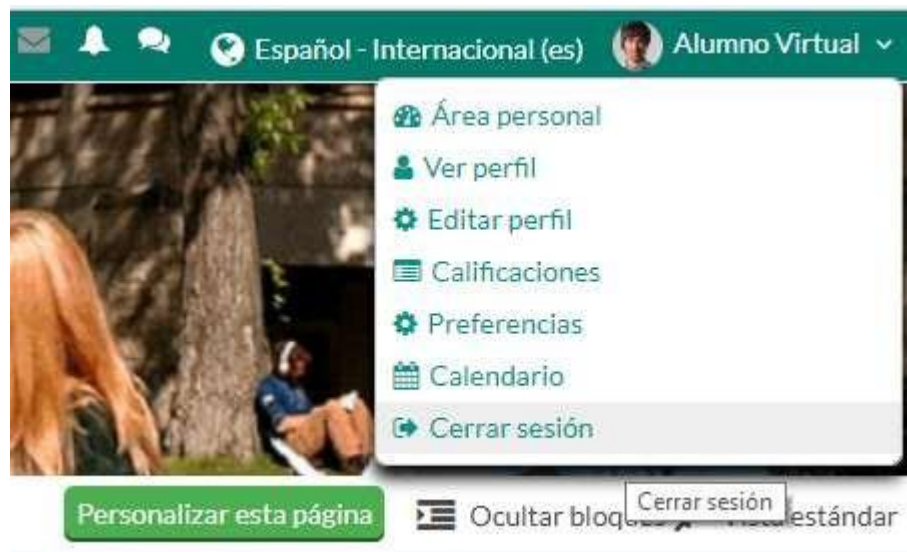 Español - Internacional (es) Alumno Virtual
Área personal
Ver perfil
Editar perfil
Calificaciones
Preferencias
Calendario
Cerrar sesión
Cerrar sesión
Personalizar esta página Ocultar bloques estándar